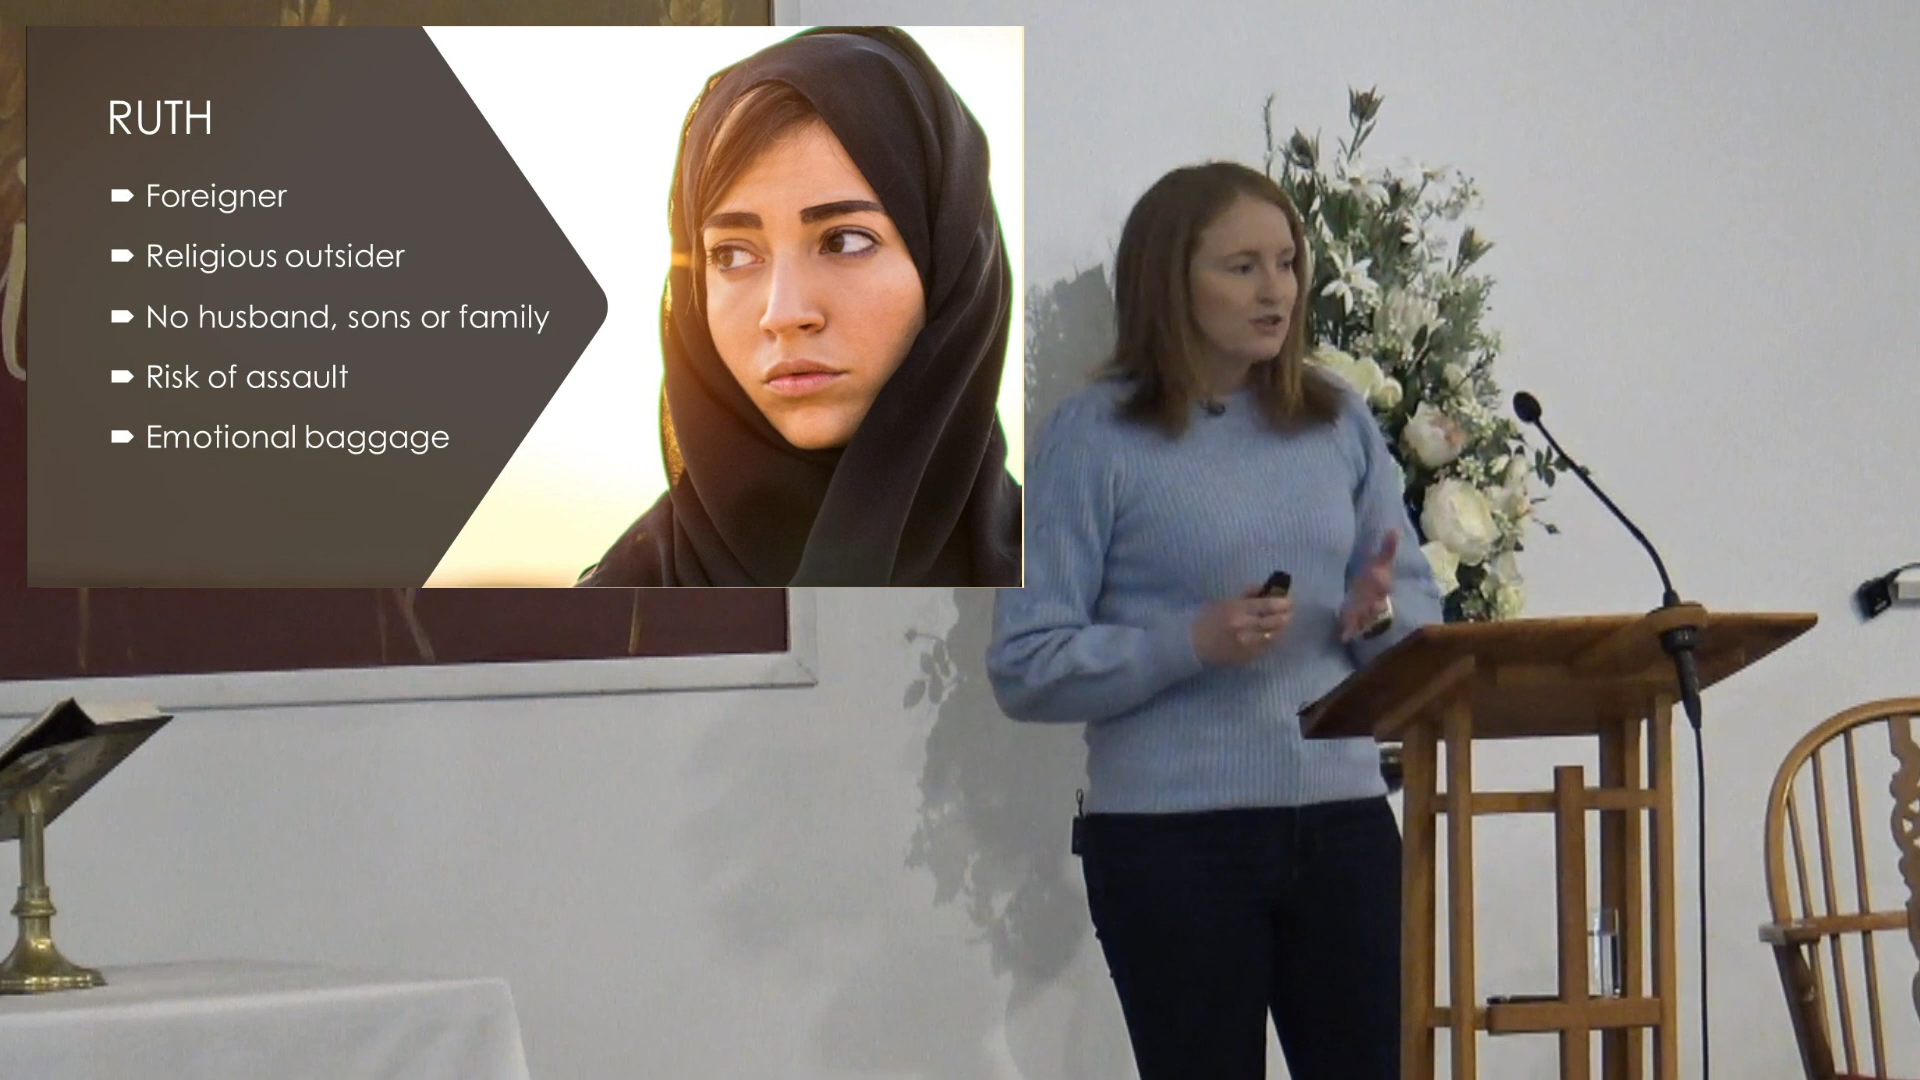 RUTH
Foreigner
Religious outsider
No husband, sons or family
Risk of assault
Emotional baggage